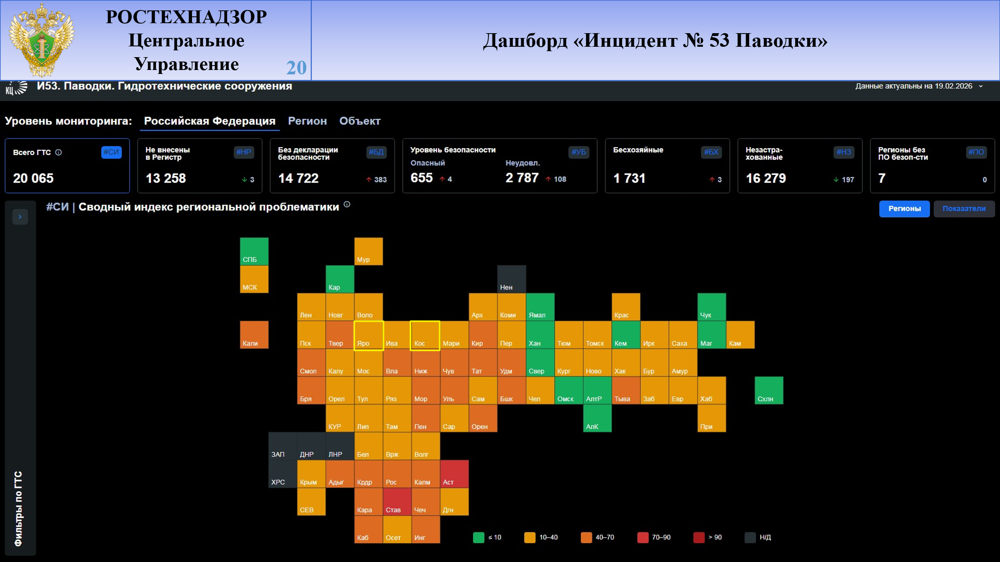 РОСТЕХНАДЗОР
Центральное
Управление
20
Дашборд «Инцидент № 53 Паводки»
КЦ
И53. Паводки. Гидротехнические сооружения
Данные актуальны на 19.02.2026
Уровень мониторинга: Российская Федерация Регион Объект
Всего ГТС #СИ
20 065
Не внесены
в Регистр
#НР
13 258 ↓ 3
Без декларации
безопасности
#БД
14 722 ↑ 383
Уровень безопасности #УБ
Опасный Неудовл.
655 ↑ 4 2 787 ↑ 108
Бесхозяйные #БХ
1 731 ↑ 3
Незастра-
хованные
#НЗ
16 279 ↓ 197
Регионы без
ПО безоп-сти
#ПО
7 0
Фильтры по ГТС
#СИ | Сводный индекс региональной проблематики
Регионы Показатели
СПБ Мур
МСК Кар Нен
Лен Новг Воло Арх Коми Ямал Крас Чук
Кали Пск Твер Яро Ива Кос Мари Кир Пер Хан Тюм Томск Кем Ирк Саха Маг Кам
Смол Калу Мос Вла Ниж Чув Тат Удм Свер Кург Ново Хак Бур Амур
Бря Орел Тул Ряз Мор Уль Сам Бшк Чел Омск АлтР Тыва Заб Евр Хаб Схлн
КУР Лип Там Пен Сар Орен АлК При
ЗАП ДНР ЛНР Бел Врж Волг
ХРС Крым Адыг Крдр Рос Калм Аст
СЕВ Кара Став Чеч Дгн
Каб Осет Инг
≤ 10 10–40 40–70 70–90 > 90 Н/Д